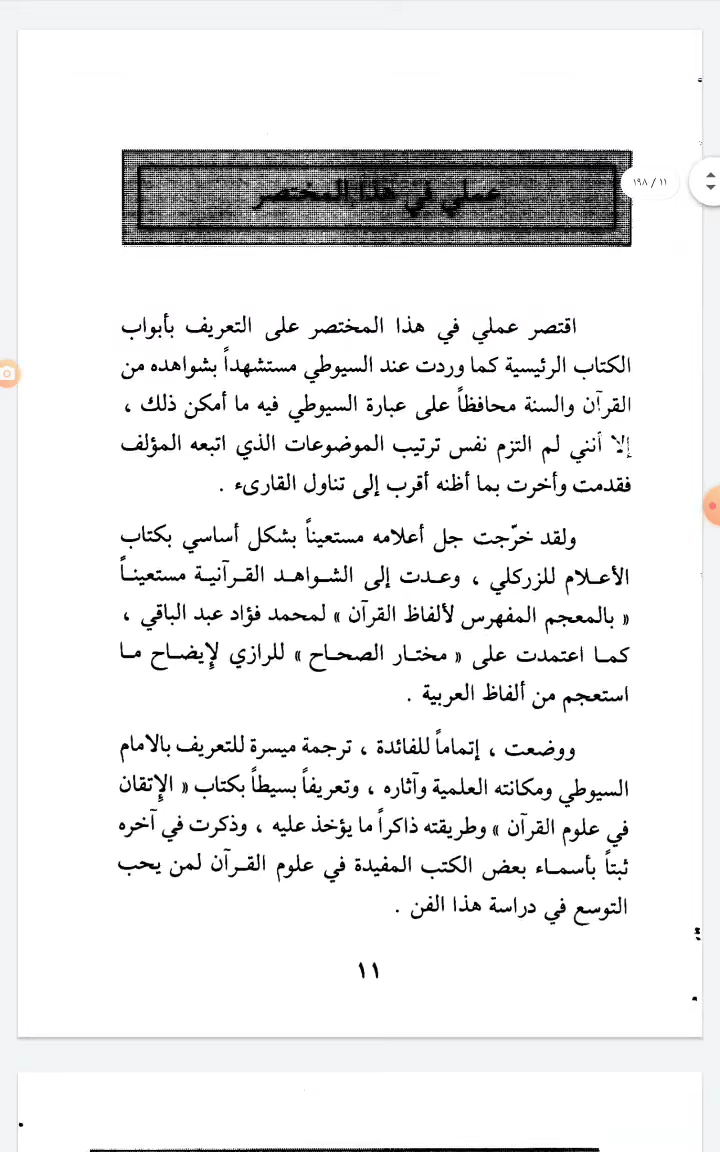 ١١ / ١٩٨
عملي في هذا المختصر
اقتصر عملي في هذا المختصر على التعريف بأبواب
الكتاب الرئيسية كما وردت عند السيوطي مستشهداً بشواهده من
القرآن والسنة محافظاً على عبارة السيوطي فيه ما أمكن ذلك ،
إلا أنني لم التزم نفس ترتيب الموضوعات الذي اتبعه المؤلف
فقدمت وأخرت بما أظنه أقرب إلى تناول القارىء .
ولقد خرّجت جل أعلامه مستعيناً بشكل أساسي بكتاب
الأعلام للزركلي ، وعدت إلى الشواهد القرآنية مستعيناً
« بالمعجم المفهرس لألفاظ القرآن » لمحمد فؤاد عبد الباقي ،
كما اعتمدت على « مختار الصحاح » للرازي لإيضاح ما
استعجم من ألفاظ العربية .
ووضعت ، إتماماً للفائدة ، ترجمة ميسرة للتعريف بالامام
السيوطي ومكانته العلمية وآثاره ، وتعريفاً بسيطاً بكتاب « الإتقان
في علوم القرآن » وطريقته ذاكراً ما يؤخذ عليه ، وذكرت في آخره
ثبتاً بأسماء بعض الكتب المفيدة في علوم القرآن لمن يحب
التوسع في دراسة هذا الفن .
١١